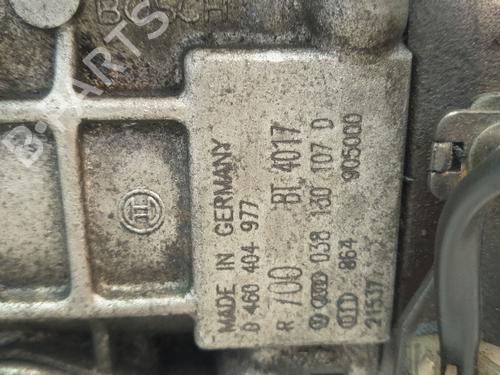 BOSCH
B-PARTS
MADE IN GERMANY
0 460 404 977
R 700 BT 4017
038 130 107 D
864 905000
21537